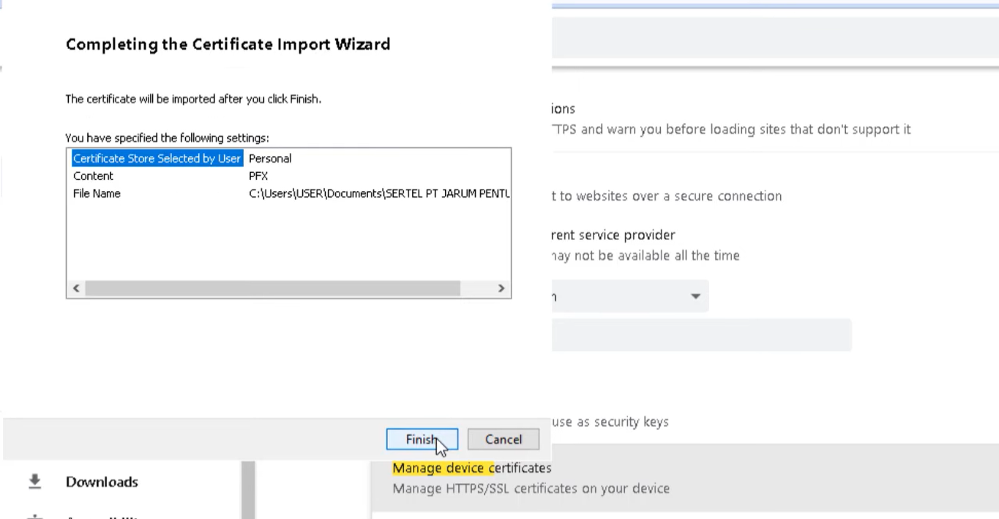 Completing the Certificate Import Wizard
The certificate will be imported after you click Finish.
You have specified the following settings:
Certificate Store Selected by User Personal
Content PFX
File Name C:\Users\USER\Documents\SERTEL PT JARUM PENTU
Finish Cancel
ions
TPS and warn you before loading sites that don't support it
t to websites over a secure connection
rent service provider
may not be available all the time
use as security keys
Manage device certificates
Manage HTTPS/SSL certificates on your device
Downloads